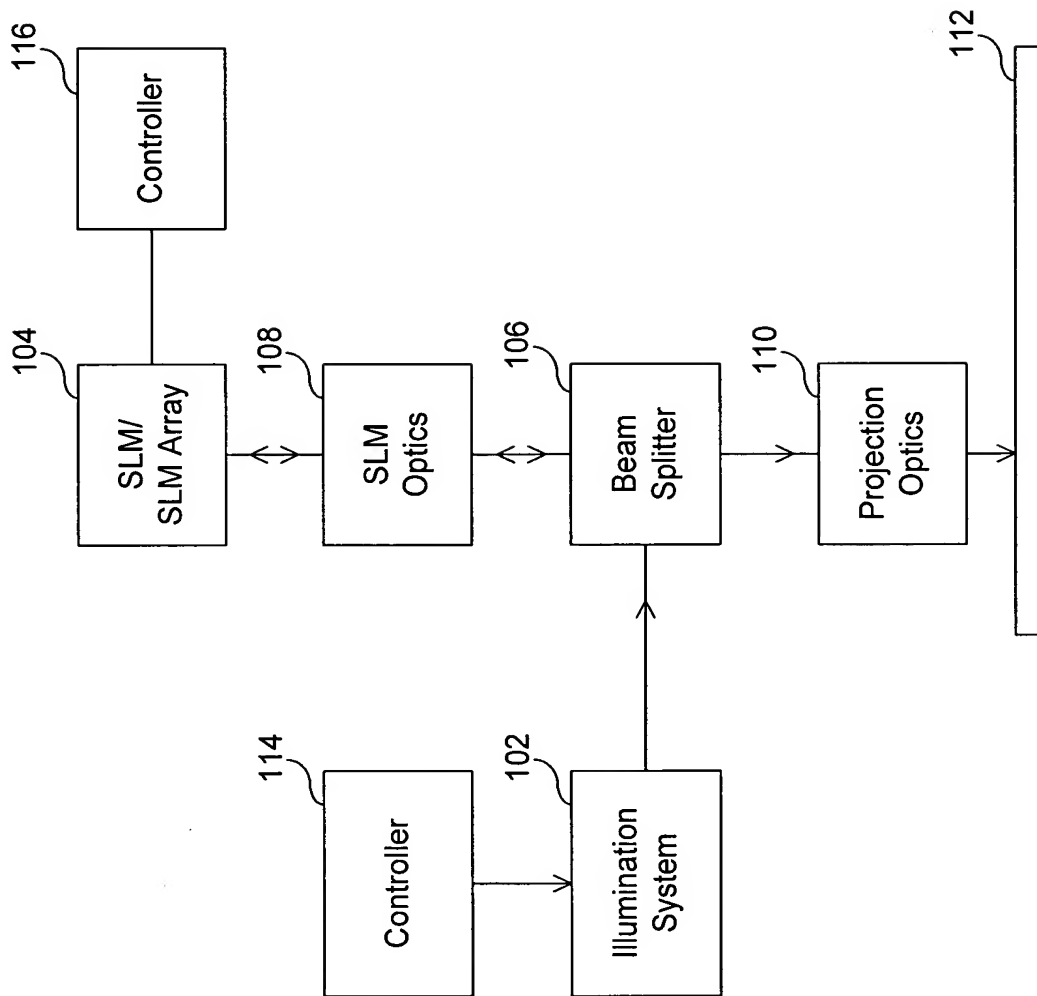 116
Controller
104
SLM/
SLM Array
108
SLM
Optics
114
Controller
102
Illumination
System
106
Beam
Splitter
110
Projection
Optics
112